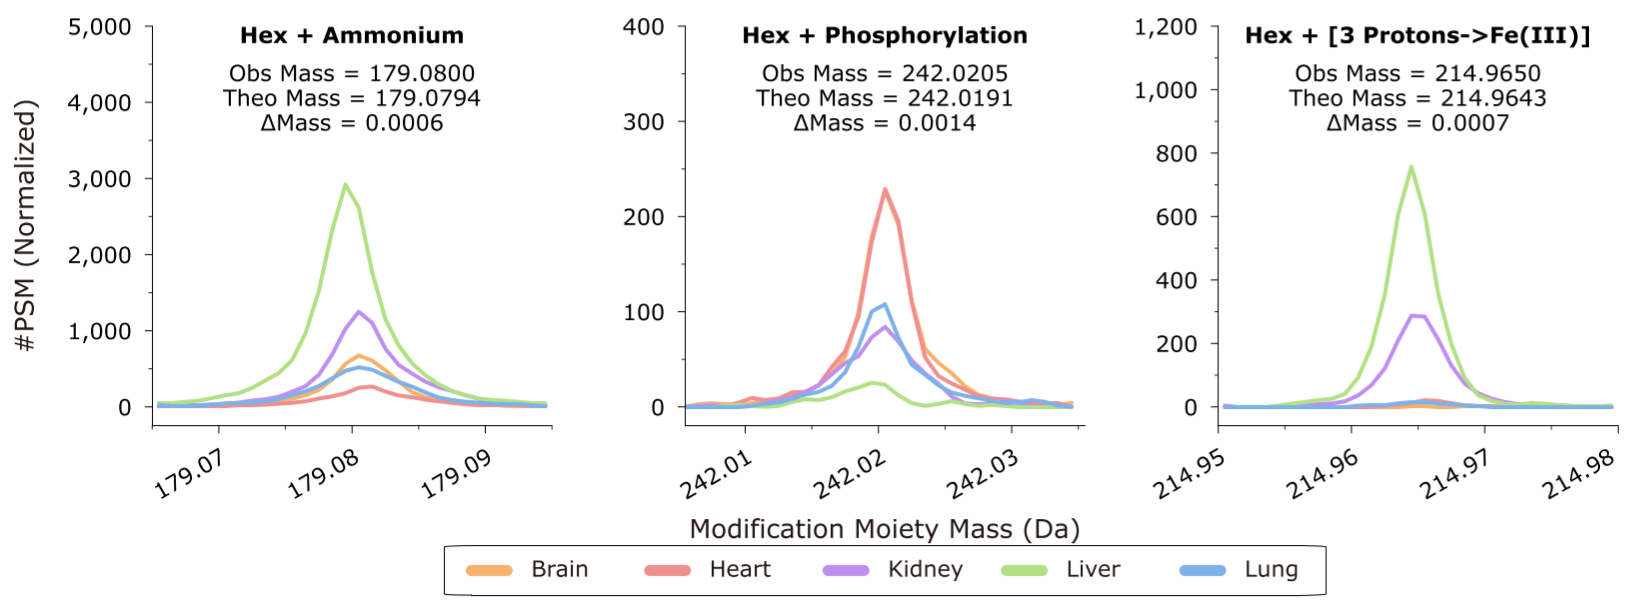 #PSM (Normalized)
5,000
4,000
3,000
2,000
1,000
0
Hex + Ammonium
Obs Mass = 179.0800
Theo Mass = 179.0794
ΔMass = 0.0006
179.07
179.08
179.09
400
300
200
100
0
Hex + Phosphorylation
Obs Mass = 242.0205
Theo Mass = 242.0191
ΔMass = 0.0014
242.01
242.02
242.03
1,200
1,000
800
600
400
200
0
Hex + [3 Protons->Fe(III)]
Obs Mass = 214.9650
Theo Mass = 214.9643
ΔMass = 0.0007
214.95
214.96
214.97
214.98
Modification Moiety Mass (Da)
Brain Heart Kidney Liver Lung